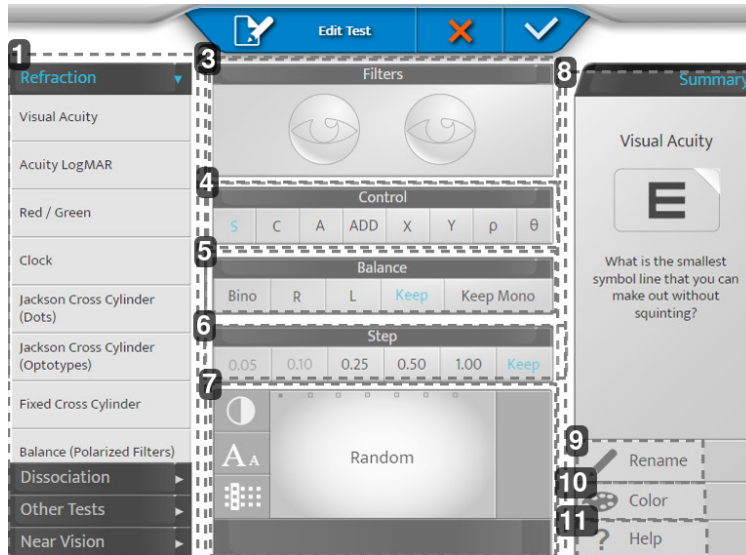 Edit Test
1
Refraction
Visual Acuity
Acuity LogMAR
Red / Green
Clock
Jackson Cross Cylinder
(Dots)
Jackson Cross Cylinder
(Optotypes)
Fixed Cross Cylinder
Balance (Polarized Filters)
Dissociation
Other Tests
Near Vision
3
Filters
4
Control
S C A ADD X Y ρ θ
5
Balance
Bino R L Keep Keep Mono
6
Step
0.05 0.10 0.25 0.50 1.00 Keep
7
A A
Random
8
Summary
Visual Acuity
E
What is the smallest
symbol line that you can
make out without
squinting?
9
Rename
10
Color
11
? Help